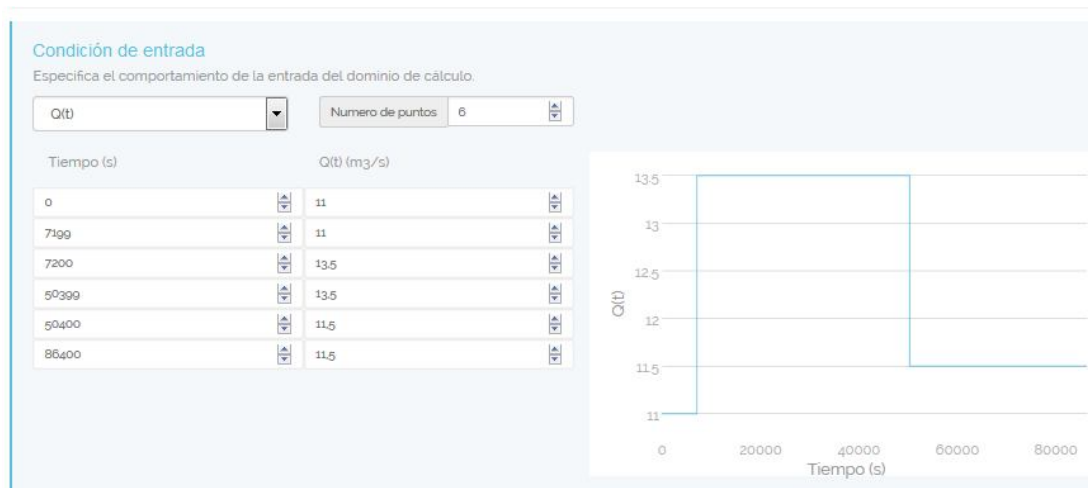 Condición de entrada
Especifica el comportamiento de la entrada del dominio de cálculo.
Q(t)
Numero de puntos 6
Tiempo (s) Q(t) (m3/s)
0 11
7199 11
7200 13.5
50399 13.5
50400 11,5
86400 11,5
13.5
13
12.5
12
11.5
11
Q(t)
0 20000 40000 60000 80000
Tiempo (s)